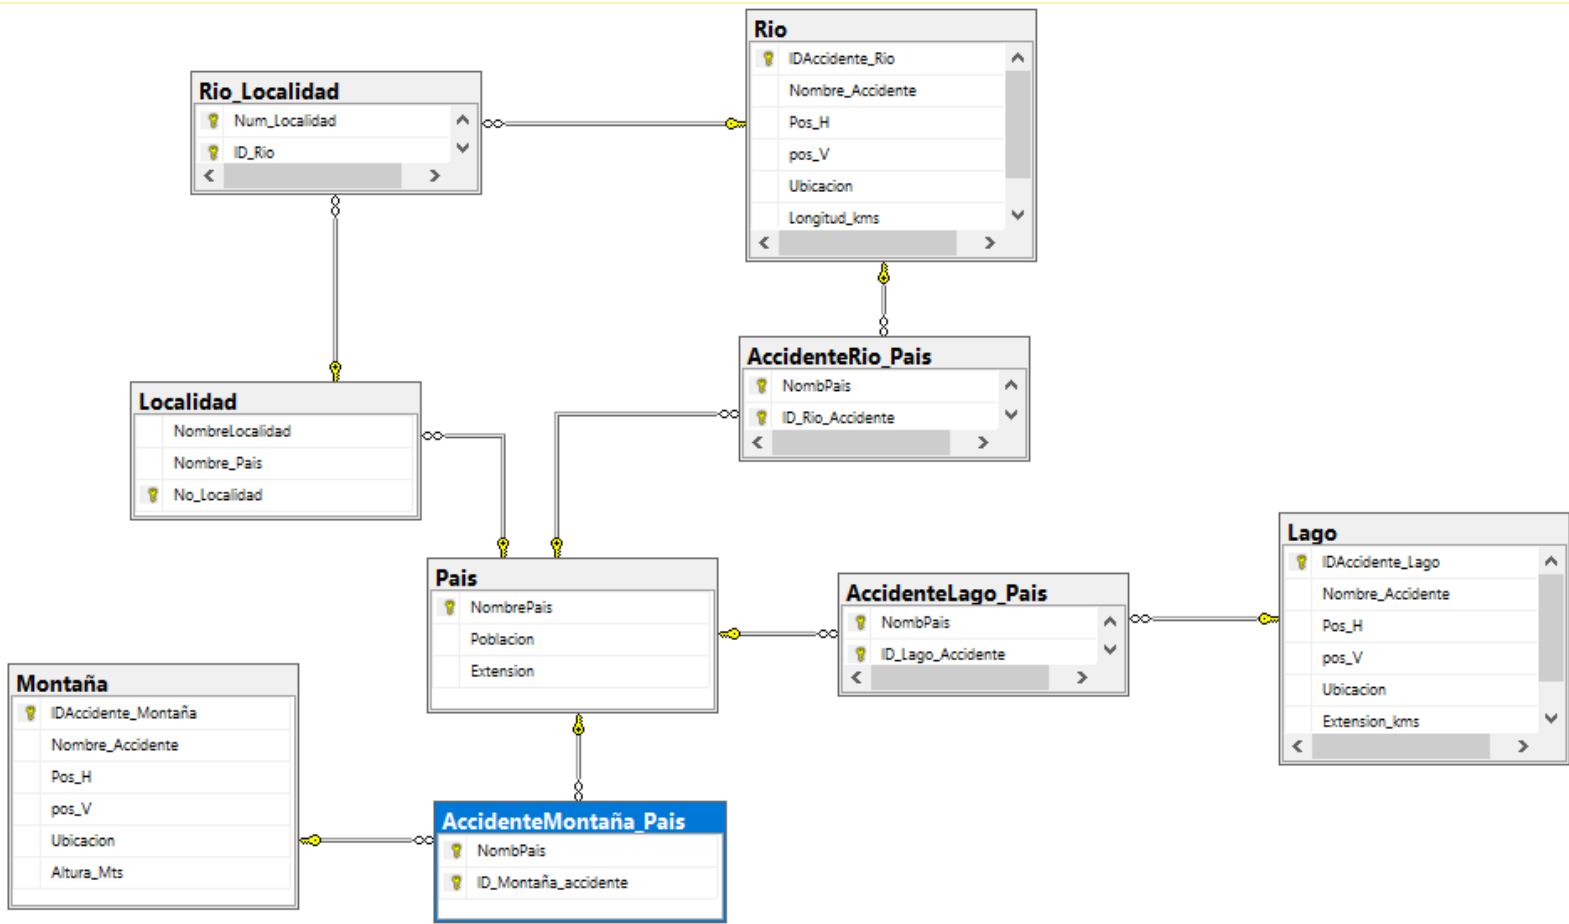 Rio
IDAccidente_Rio
Nombre_Accidente
Pos_H
pos_V
Ubicacion
Longitud_kms
Rio_Localidad
Num_Localidad
ID_Rio
AccidenteRio_Pais
NombPais
ID_Rio_Accidente
Localidad
NombreLocalidad
Nombre_Pais
No_Localidad
Pais
NombrePais
Poblacion
Extension
AccidenteLago_Pais
NombPais
ID_Lago_Accidente
Lago
IDAccidente_Lago
Nombre_Accidente
Pos_H
pos_V
Ubicacion
Extension_kms
Montaña
IDAccidente_Montaña
Nombre_Accidente
Pos_H
pos_V
Ubicacion
Altura_Mts
AccidenteMontaña_Pais
NombPais
ID_Montaña_accidente